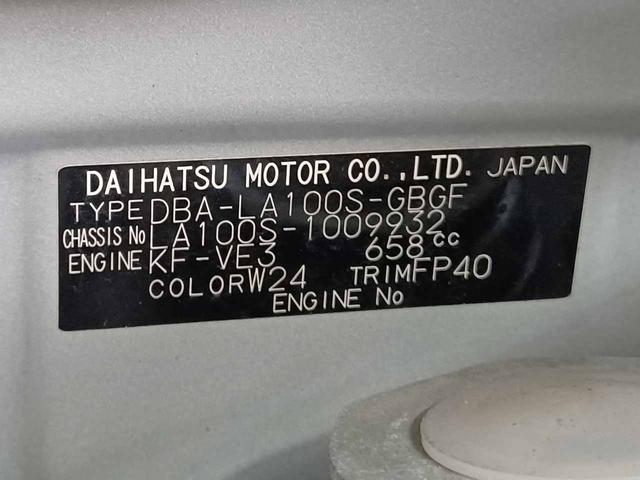 DAIHATSU MOTOR CO.,LTD. JAPAN
TYPE DBA-LA100S-GBGF
CHASSIS No LA100S-1009932
ENGINE KF-VE3 658cc
COLOR W24 TRIM FP40
ENGINE No